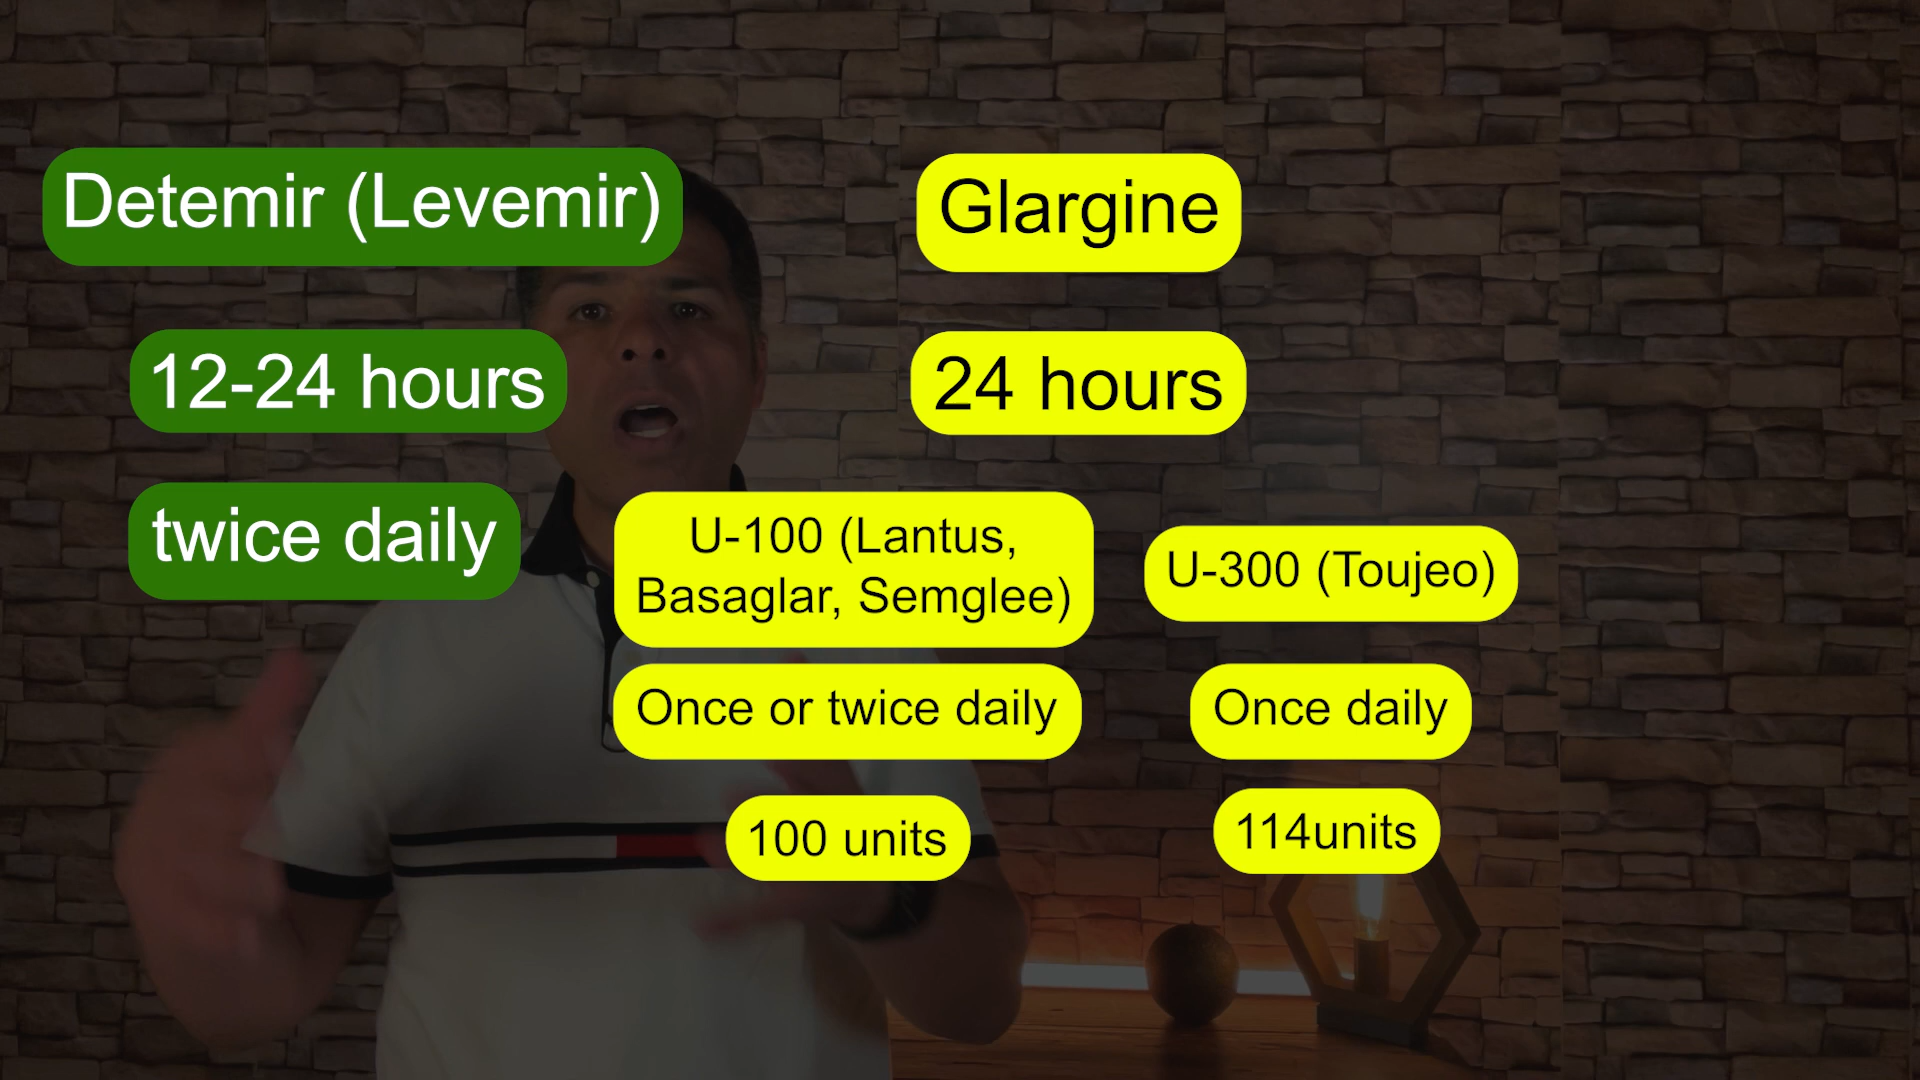 Detemir (Levemir)
12-24 hours
twice daily
Glargine
24 hours
U-100 (Lantus,
Basaglar, Semglee)
Once or twice daily
100 units
U-300 (Toujeo)
Once daily
114units